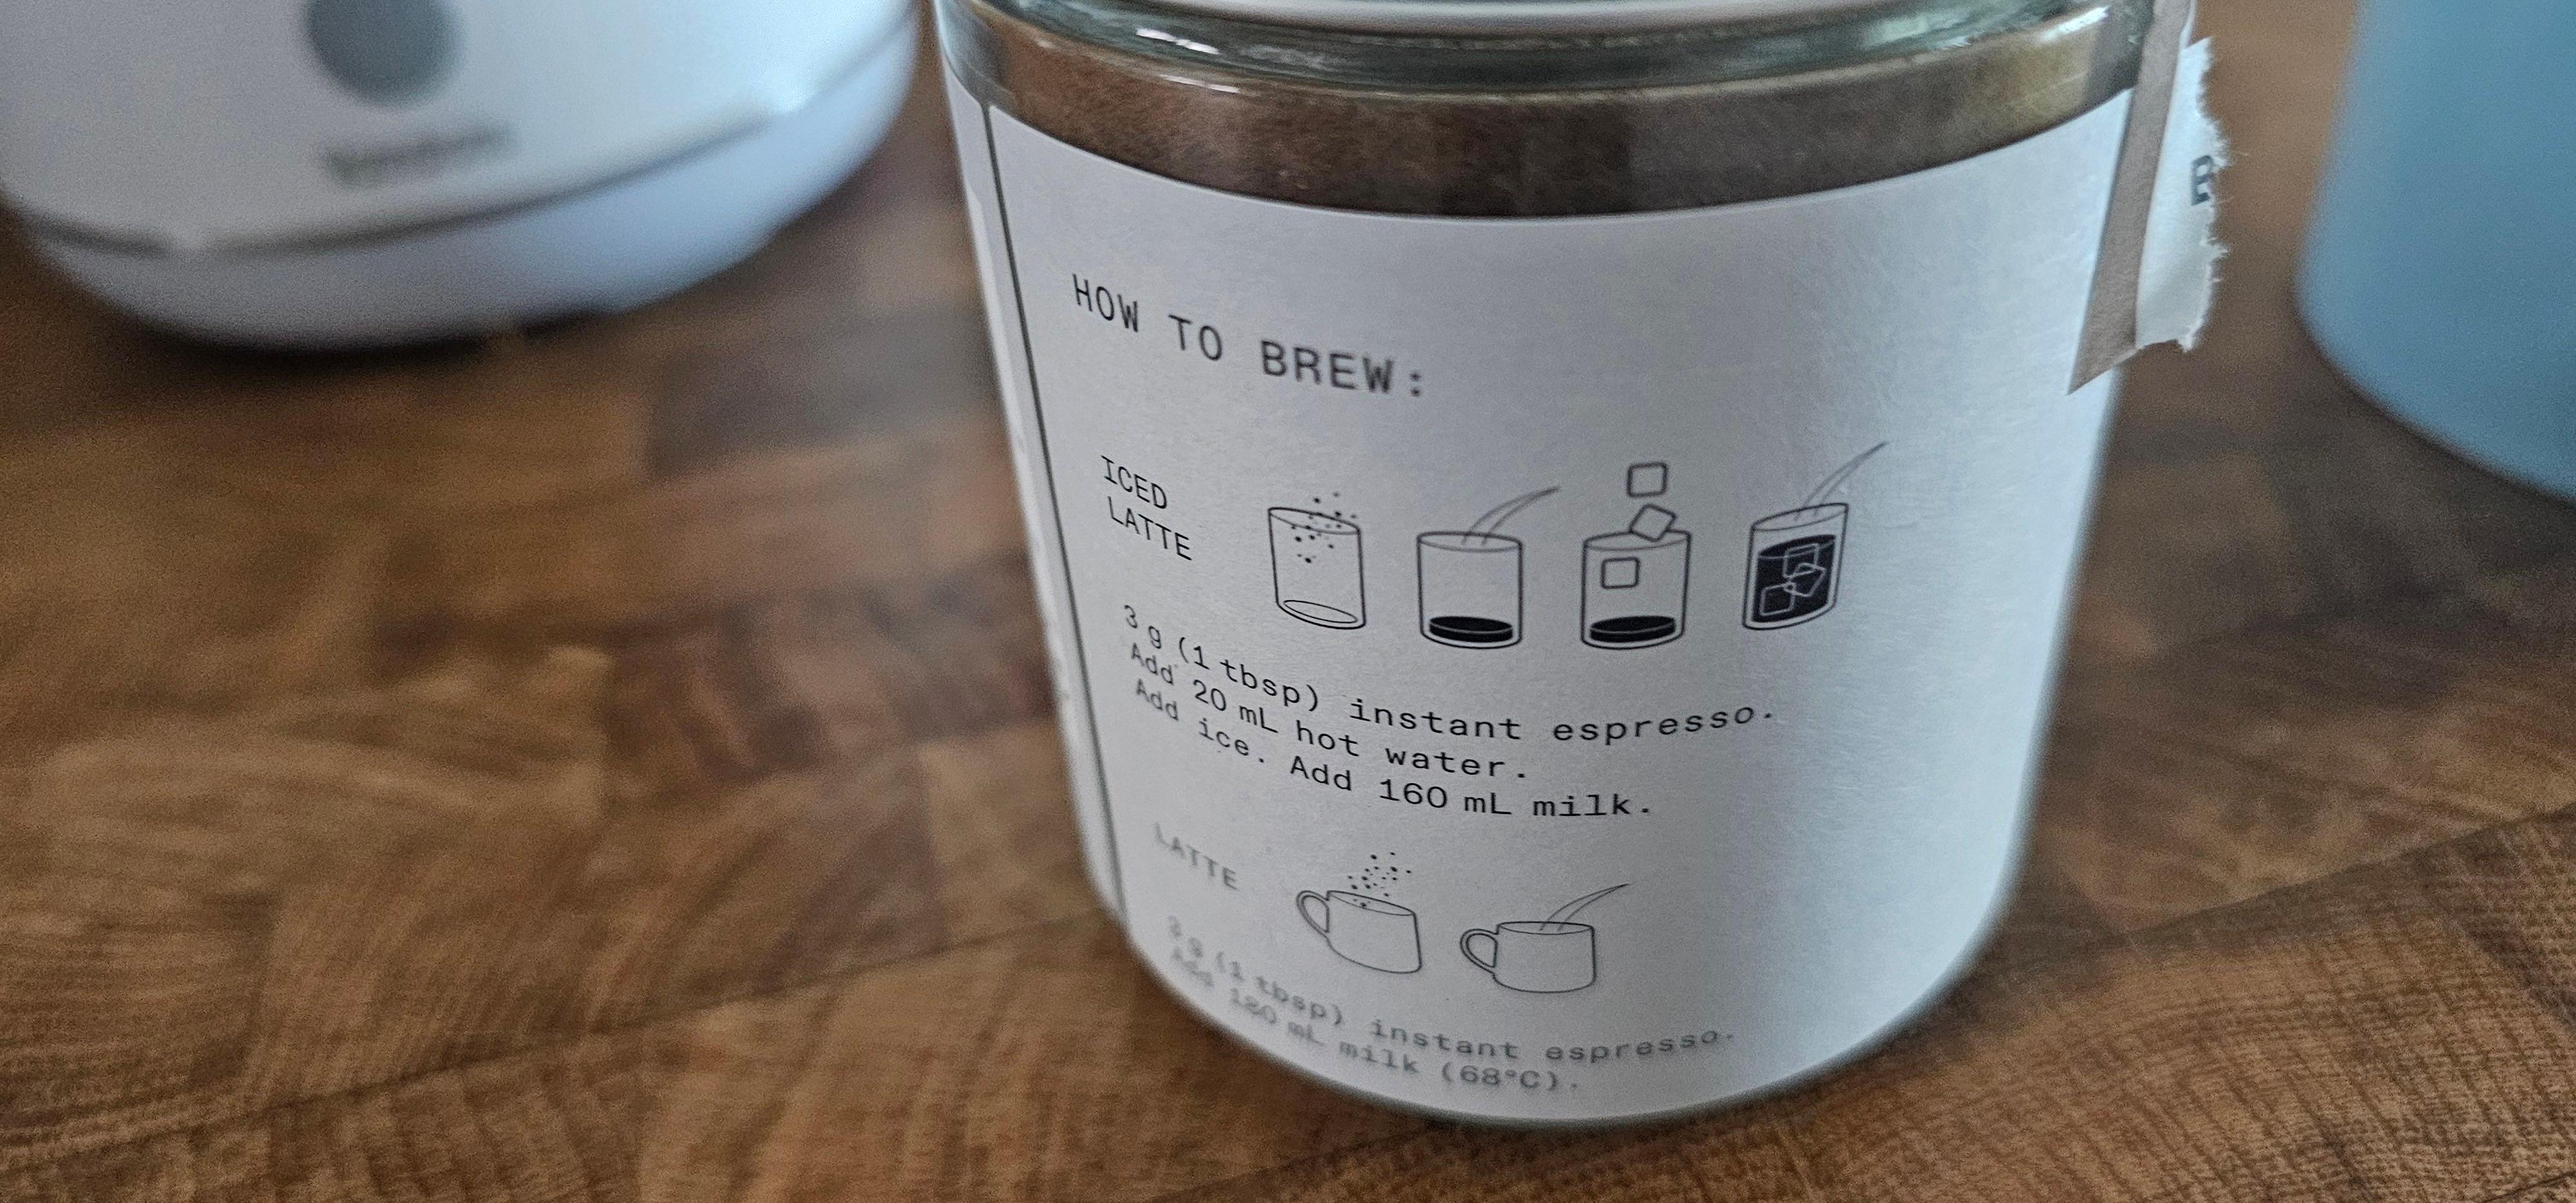 HOW TO BREW:
ICED
LATTE
3 g (1 tbsp) instant espresso.
Add 20 mL hot water.
Add ice. Add 160 mL milk.
LATTE
3 g (1 tbsp) instant espresso.
Add 180 mL milk (68°C).
B